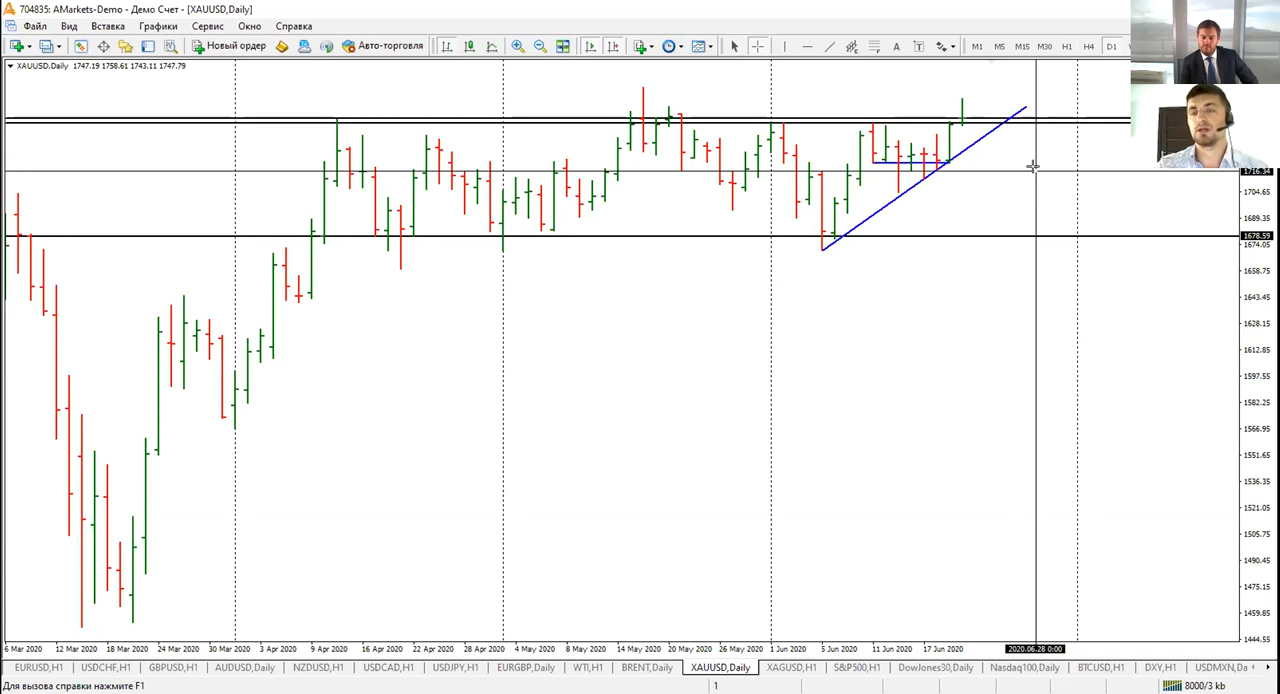 704835: AMarkets-Demo - Демо Счет - [XAUUSD,Daily]
Файл Вид Вставка Графики Сервис Окно Справка
Новый ордер Авто-торговля A T M1 M5 M15 M30 H1 H4 D1
XAUUSD,Daily 1747.19 1758.61 1743.11 1747.79
1716.34
1704.65
1689.35
1678.59
1674.05
1658.75
1643.45
1628.15
1612.85
1597.55
1582.25
1566.95
1551.65
1536.35
1521.05
1505.75
1490.45
1475.15
1459.85
1444.55
6 Mar 2020 12 Mar 2020 18 Mar 2020 24 Mar 2020 30 Mar 2020 3 Apr 2020 9 Apr 2020 16 Apr 2020 22 Apr 2020 28 Apr 2020 4 May 2020 8 May 2020 14 May 2020 20 May 2020 26 May 2020 1 Jun 2020 5 Jun 2020 11 Jun 2020 17 Jun 2020 2020.06.28 0:00
EURUSD,H1 USDCHF,H1 GBPUSD,H1 AUDUSD,Daily NZDUSD,H1 USDCAD,H1 USDJPY,H1 EURGBP,Daily WTI,H1 BRENT,Daily XAUUSD,Daily XAGUSD,H1 S&P500,H1 DowJones30,Daily Nasdaq100,Daily BTCUSD,H1 DXY,H1 USDMXN,Da
Для вызова справки нажмите F1 1 8000/3 kb